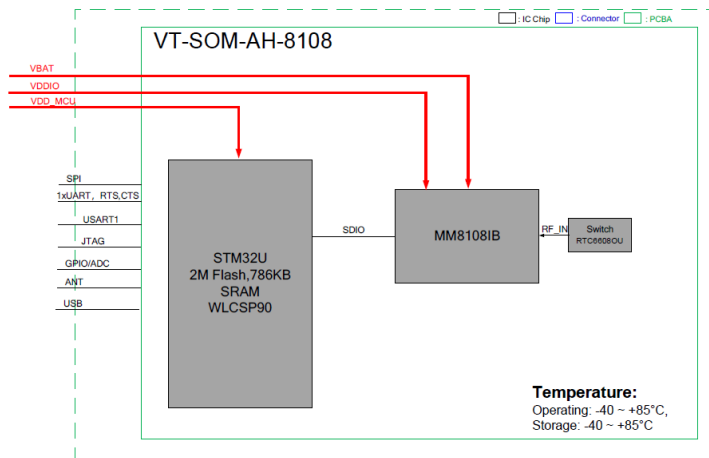 : IC Chip : Connector : PCBA
VT-SOM-AH-8108
VBAT
VDDIO
VDD_MCU
SPI
1xUART, RTS,CTS
USART1
JTAG
GPIO/ADC
ANT
USB
STM32U
2M Flash,786KB
SRAM
WLCSP90
SDIO
MM8108IB
RF_IN
Switch
RTC6608OU
Temperature:
Operating: -40 ~ +85°C,
Storage: -40 ~ +85°C